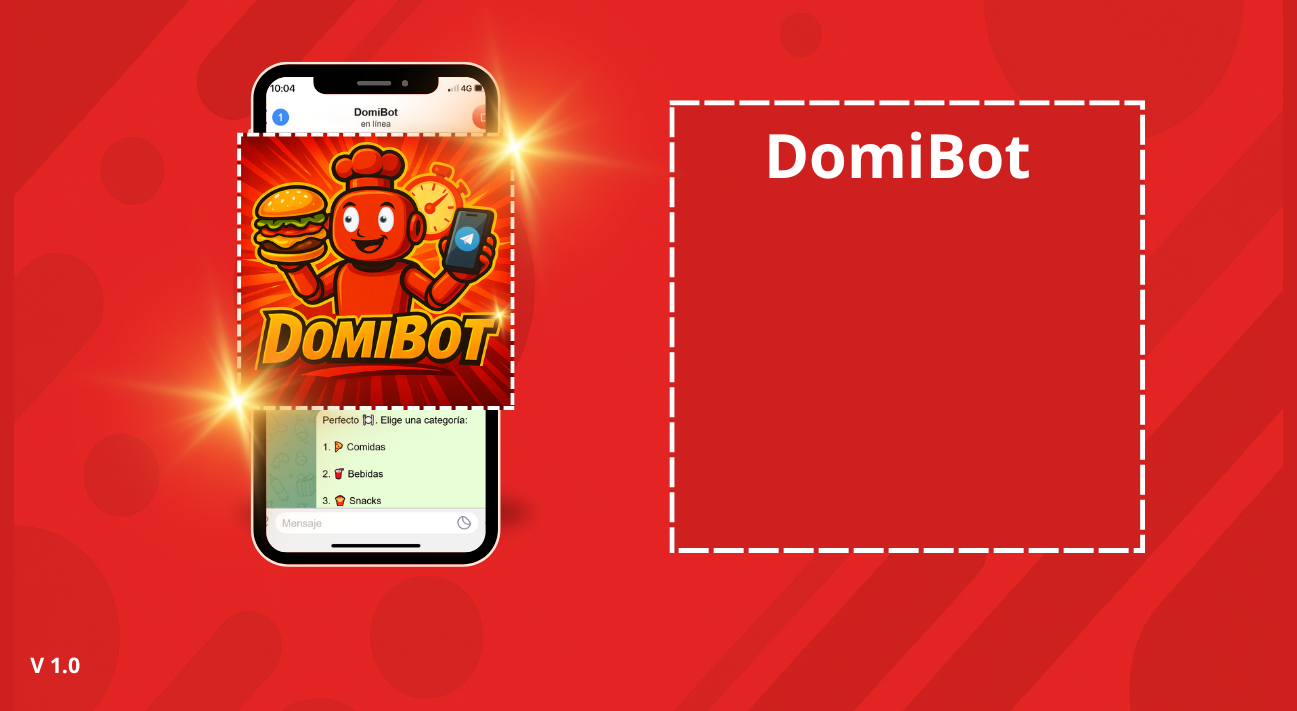 10:04
4G
1
DomiBot
en línea
DOMIBOT
Perfecto . Elige una categoría:
1. Comidas
2. Bebidas
3. Snacks
Mensaje
DomiBot
V 1.0